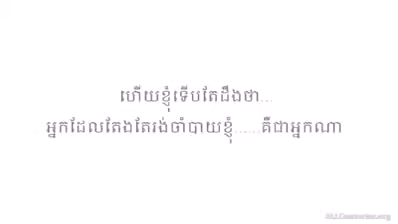 ហើយខ្ញុំទើបតែដឹងថា...
អ្នកដែលតែងតែរង់ចាំបាយខ្ញុំ......គឺជាអ្នកណា